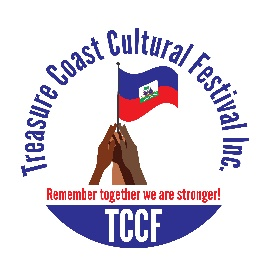 Treasure Coast Cultural Festival Inc.
Remember together we are stronger!
TCCF